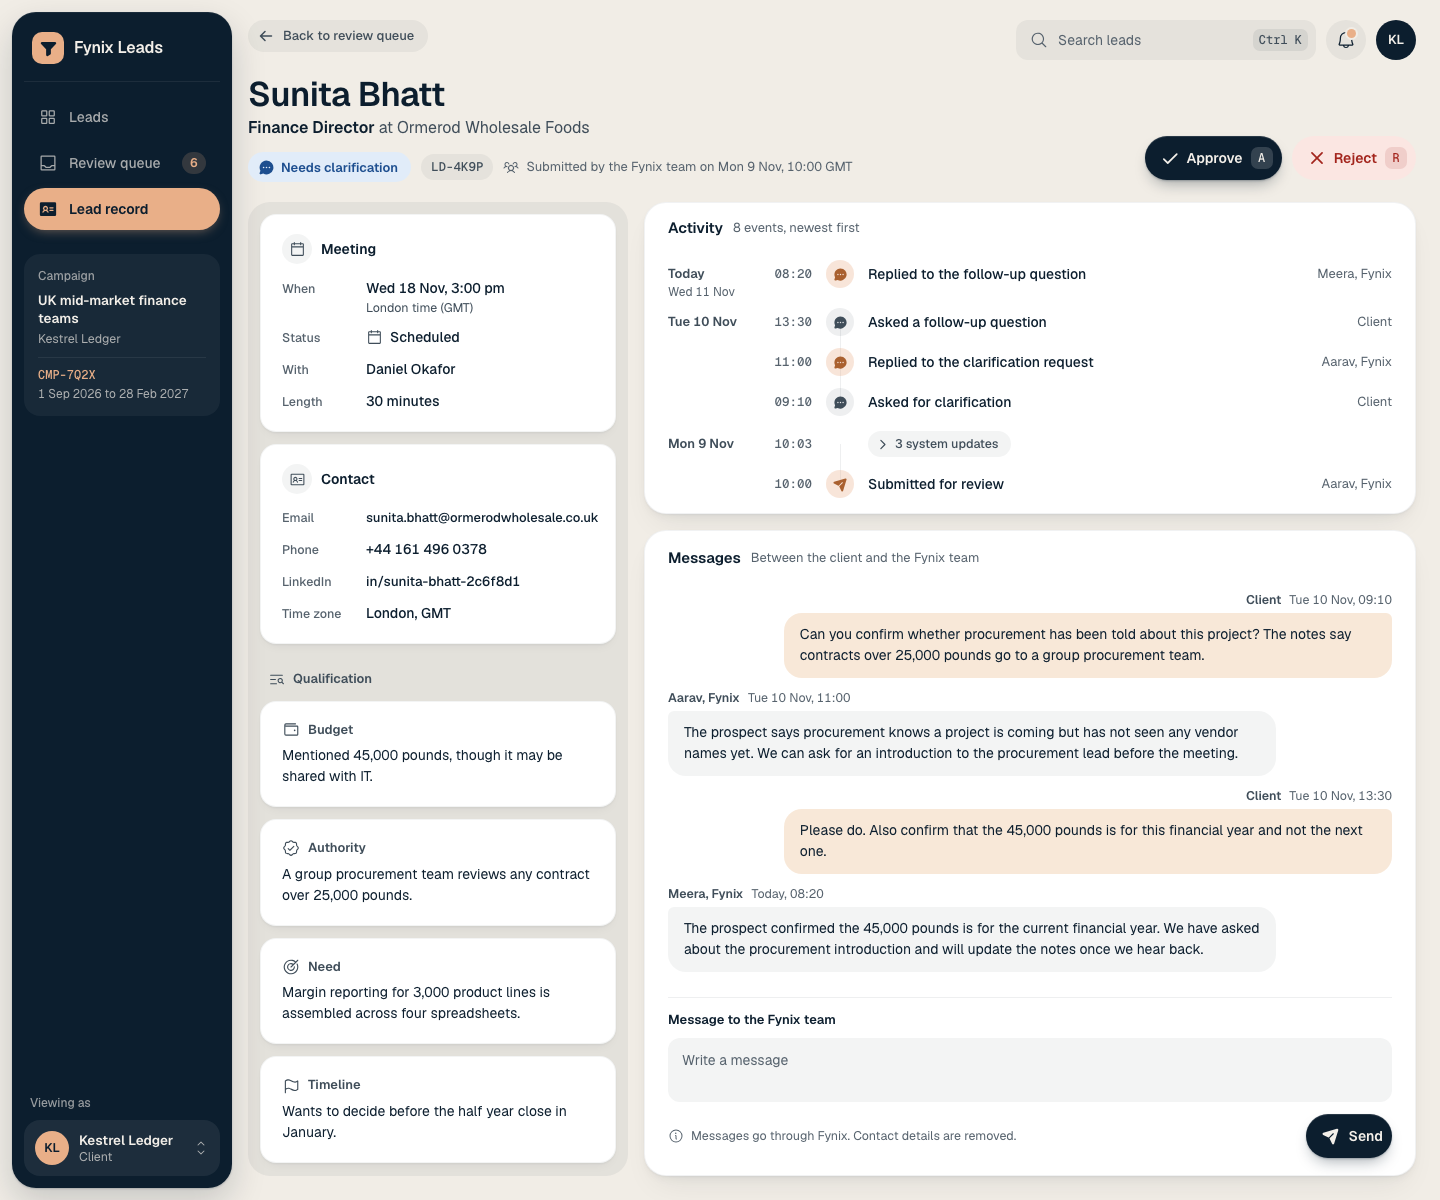 Fynix Leads
Leads
Review queue 6
Lead record
Campaign
UK mid-market finance
teams
Kestrel Ledger
CMP-7Q2X
1 Sep 2026 to 28 Feb 2027
Viewing as
KL
Kestrel Ledger
Client
Back to review queue
Search leads Ctrl K
KL
Sunita Bhatt
Finance Director at Ormerod Wholesale Foods
Needs clarification LD-4K9P Submitted by the Fynix team on Mon 9 Nov, 10:00 GMT
Approve A
Reject R
Meeting
When Wed 18 Nov, 3:00 pm
London time (GMT)
Status Scheduled
With Daniel Okafor
Length 30 minutes
Contact
Email sunita.bhatt@ormerodwholesale.co.uk
Phone +44 161 496 0378
LinkedIn in/sunita-bhatt-2c6f8d1
Time zone London, GMT
Qualification
Budget
Mentioned 45,000 pounds, though it may be
shared with IT.
Authority
A group procurement team reviews any contract
over 25,000 pounds.
Need
Margin reporting for 3,000 product lines is
assembled across four spreadsheets.
Timeline
Wants to decide before the half year close in
January.
Activity 8 events, newest first
Today 08:20 Replied to the follow-up question Meera, Fynix
Wed 11 Nov
Tue 10 Nov 13:30 Asked a follow-up question Client
11:00 Replied to the clarification request Aarav, Fynix
09:10 Asked for clarification Client
Mon 9 Nov 10:03 3 system updates
10:00 Submitted for review Aarav, Fynix
Messages Between the client and the Fynix team
Client Tue 10 Nov, 09:10
Can you confirm whether procurement has been told about this project? The notes say
contracts over 25,000 pounds go to a group procurement team.
Aarav, Fynix Tue 10 Nov, 11:00
The prospect says procurement knows a project is coming but has not seen any vendor
names yet. We can ask for an introduction to the procurement lead before the meeting.
Client Tue 10 Nov, 13:30
Please do. Also confirm that the 45,000 pounds is for this financial year and not the next
one.
Meera, Fynix Today, 08:20
The prospect confirmed the 45,000 pounds is for the current financial year. We have asked
about the procurement introduction and will update the notes once we hear back.
Message to the Fynix team
Write a message
Messages go through Fynix. Contact details are removed.
Send